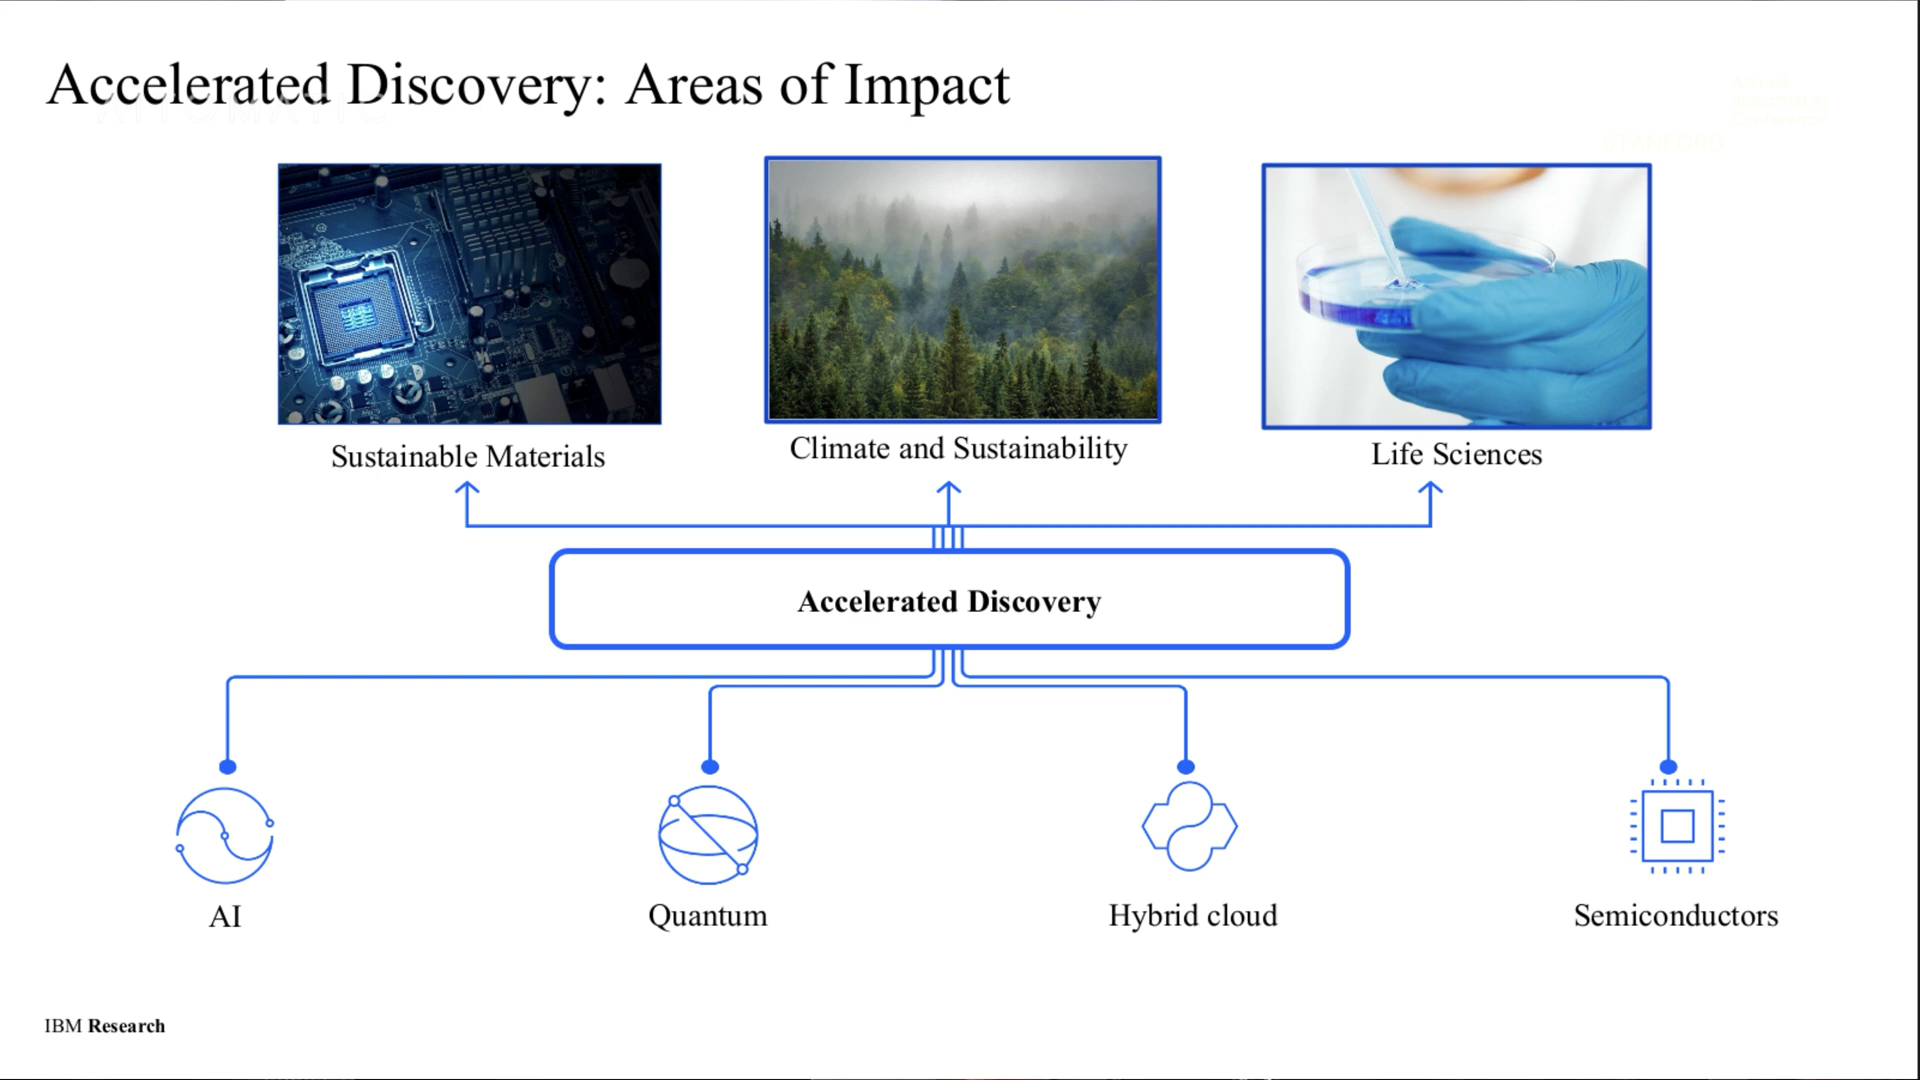 Accelerated Discovery: Areas of Impact
STANFORD
Sustainable Materials
Climate and Sustainability
Life Sciences
Accelerated Discovery
AI
Quantum
Hybrid cloud
Semiconductors
IBM Research